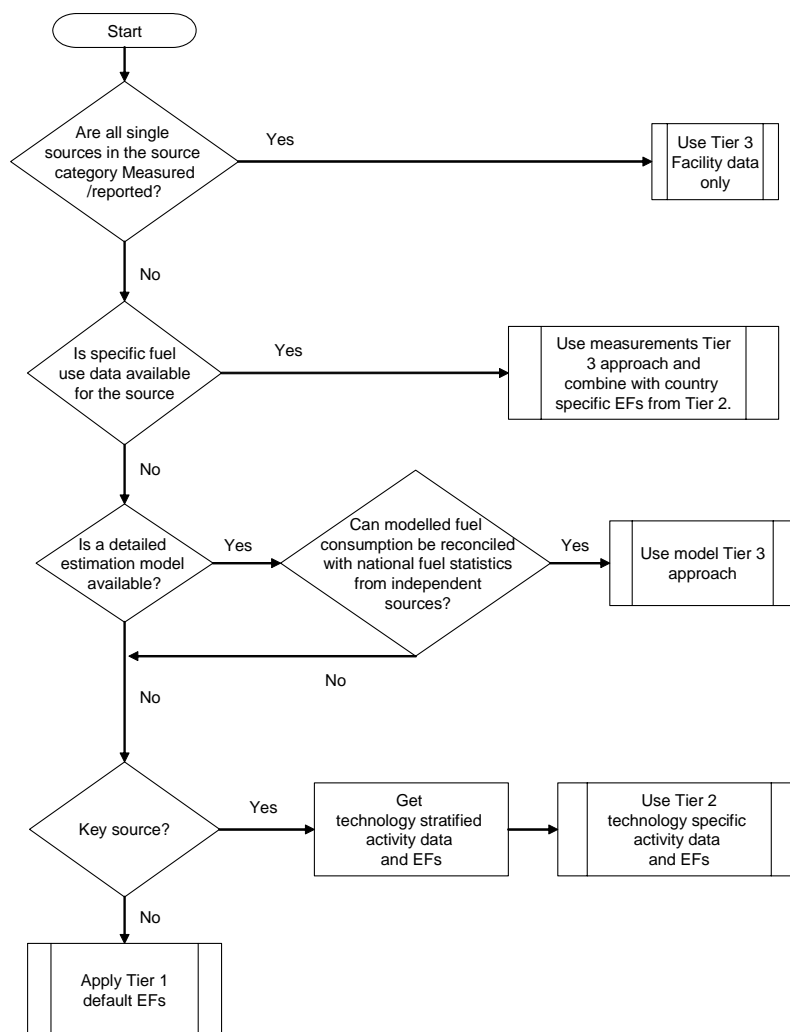 Start
Are all single
sources in the source
category Measured
/reported?
Yes
Use Tier 3
Facility data
only
No
Is specific fuel
use data available
for the source
Yes
Use measurements Tier
3 approach and
combine with country
specific EFs from Tier 2.
No
Is a detailed
estimation model
available?
Yes
Can modelled fuel
consumption be reconciled
with national fuel statistics
from independent
sources?
Yes
Use model Tier 3
approach
No
No
Key source?
Yes
Get
technology stratified
activity data
and EFs
Use Tier 2
technology specific
activity data
and EFs
No
Apply Tier 1
default EFs